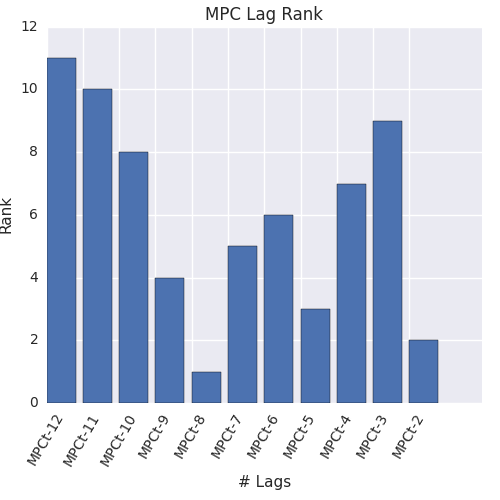 MPC Lag Rank
12
10
8
6
4
2
0
Rank
MPCt-12
MPCt-11
MPCt-10
MPCt-9
MPCt-8
MPCt-7
MPCt-6
MPCt-5
MPCt-4
MPCt-3
MPCt-2
# Lags